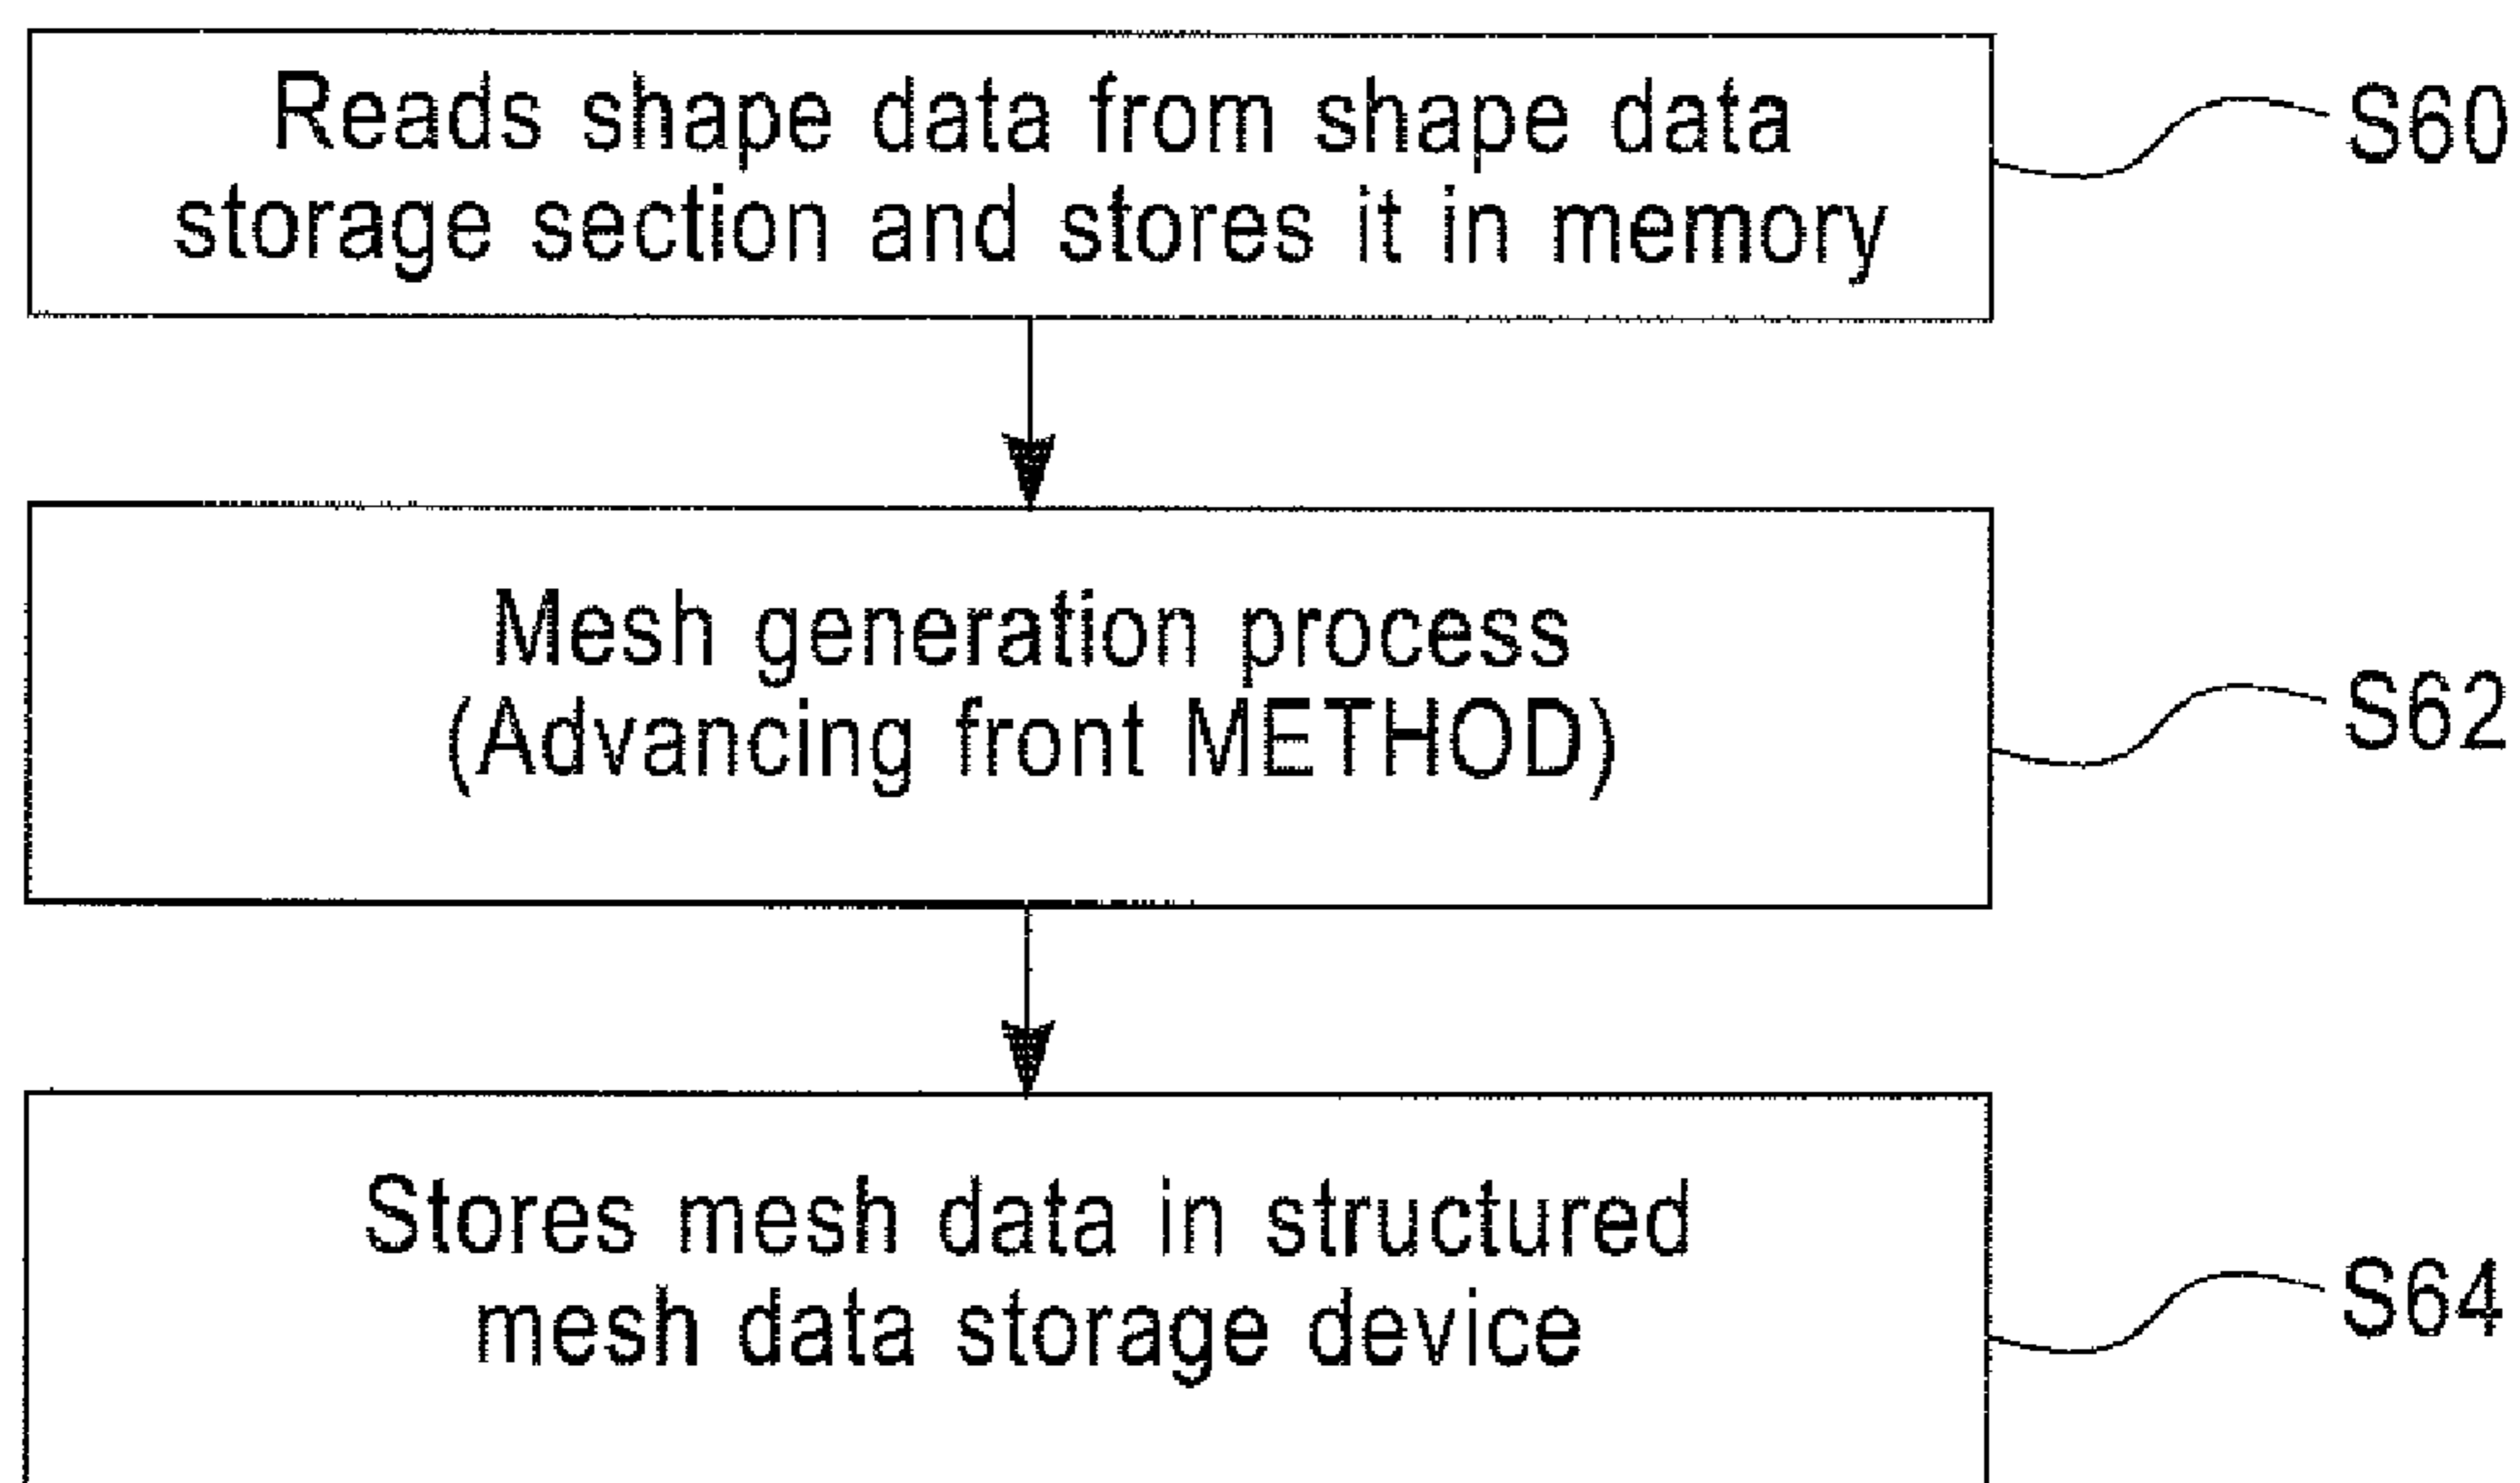 Reads shape data from shape data
storage section and stores it in memory
S60
Mesh generation process
(Advancing front METHOD)
S62
Stores mesh data in structured
mesh data storage device
S64